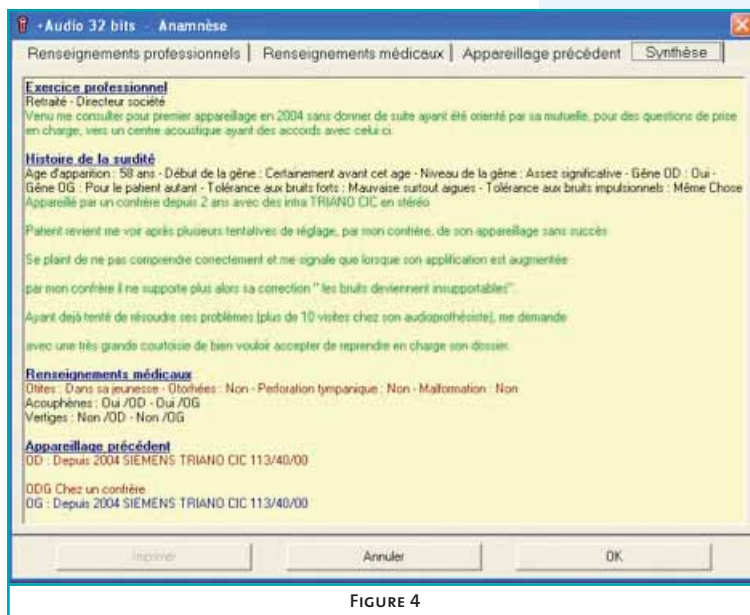 +Audio 32 bits - Anamnèse
Renseignements professionnels | Renseignements médicaux | Appareillage précédent | Synthèse
Exercice professionnel
Retraité - Directeur société
Venu me consulter pour premier appareillage en 2004 sans donner de suite ayant été orienté par sa mutuelle, pour des questions de prise
en charge, vers un centre acoustique ayant des accords avec celui ci.
Histoire de la surdité
Age d'apparition : 58 ans - Début de la gêne : Certainement avant cet age - Niveau de la gêne : Assez significative - Gêne OD : Oui -
Gêne OG : Pour le patient autant - Tolérance aux bruits forts : Mauvaise surtout aigues - Tolérance aux bruits impulsionnels : Même Chose
Appareillé par un confrère depuis 2 ans avec des intra TRIANO CIC en stéréo
Patient revient me voir après plusieurs tentatives de réglage, par mon confrère, de son appareillage sans succès
Se plaint de ne pas comprendre correctement et me signale que lorsque son applification est augmentée
par mon confrère il ne supporte plus alors sa correction " les bruits deviennent insupportables".
Ayant dejà tenté de résoudre ses problèmes (plus de 10 visites chez son audioprothésiste), me demande
avec une très grande courtoisie de bien vouloir accepter de reprendre en charge son dossier.
Renseignements médicaux
Otites : Dans sa jeunesse - Otorhées : Non - Perforation tympanique : Non - Malformation : Non
Acouphènes : Oui /OD - Oui /OG
Vertiges : Non /OD - Non /OG
Appareillage précédent
OD : Depuis 2004 SIEMENS TRIANO CIC 113/40/00
ODG Chez un confrère
OG : Depuis 2004 SIEMENS TRIANO CIC 113/40/00
Imprimer Annuler OK
FIGURE 4